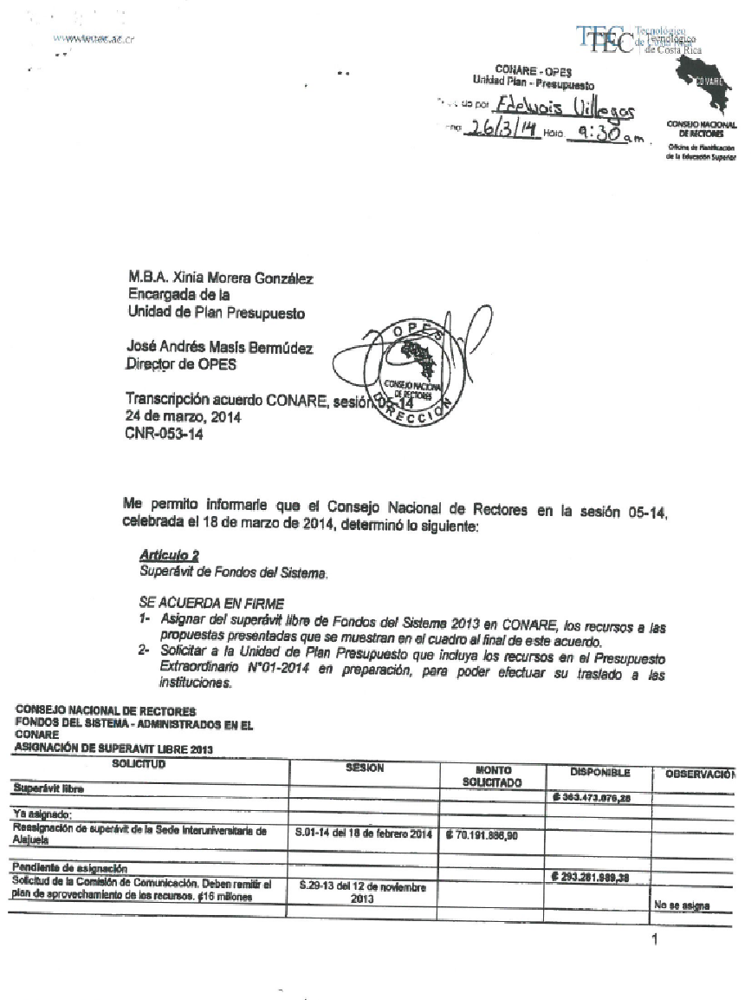 www.tec.ac.cr
TEC Tecnológico
de Costa Rica
CONARE - OPES
Unidad Plan - Presupuesto
por Edelvais Villegas
26/3/14 Hora 9:30 am.
CONARE
CONSEJO NACIONAL
DE RECTORES
Oficina de Planificación
de la Educación Superior
M.B.A. Xinia Morera González
Encargada de la
Unidad de Plan Presupuesto
José Andrés Masís Bermúdez
Director de OPES
OPES
CONSEJO NACIONAL
DE RECTORES
DIRECCION
Transcripción acuerdo CONARE, sesión 05-14
24 de marzo, 2014
CNR-053-14
Me permito informarle que el Consejo Nacional de Rectores en la sesión 05-14,
celebrada el 18 de marzo de 2014, determinó lo siguiente:
Artículo 2
Superávit de Fondos del Sistema.
SE ACUERDA EN FIRME
1- Asignar del superávit libre de Fondos del Sistema 2013 en CONARE, los recursos a las
propuestas presentadas que se muestran en el cuadro al final de este acuerdo.
2- Solicitar a la Unidad de Plan Presupuesto que incluya los recursos en el Presupuesto
Extraordinario N°01-2014 en preparación, para poder efectuar su traslado a las
instituciones.
CONSEJO NACIONAL DE RECTORES
FONDOS DEL SISTEMA - ADMINISTRADOS EN EL
CONARE
ASIGNACIÓN DE SUPERAVIT LIBRE 2013
SOLICITUD SESION MONTO SOLICITADO DISPONIBLE OBSERVACIÓN
Superávit libre ₡ 363.473.876,28
Ya asignado:
Reasignación de superávit de la Sede Interuniversitaria de
Alajuela S.01-14 del 18 de febrero 2014 ₡ 70.191.886,90
Pendiente de asignación ₡ 293.281.989,38
Solicitud de la Comisión de Comunicación. Deben remitir el
plan de aprovechamiento de los recursos. ₡16 millones S.29-13 del 12 de noviembre
2013 No se asigna
1